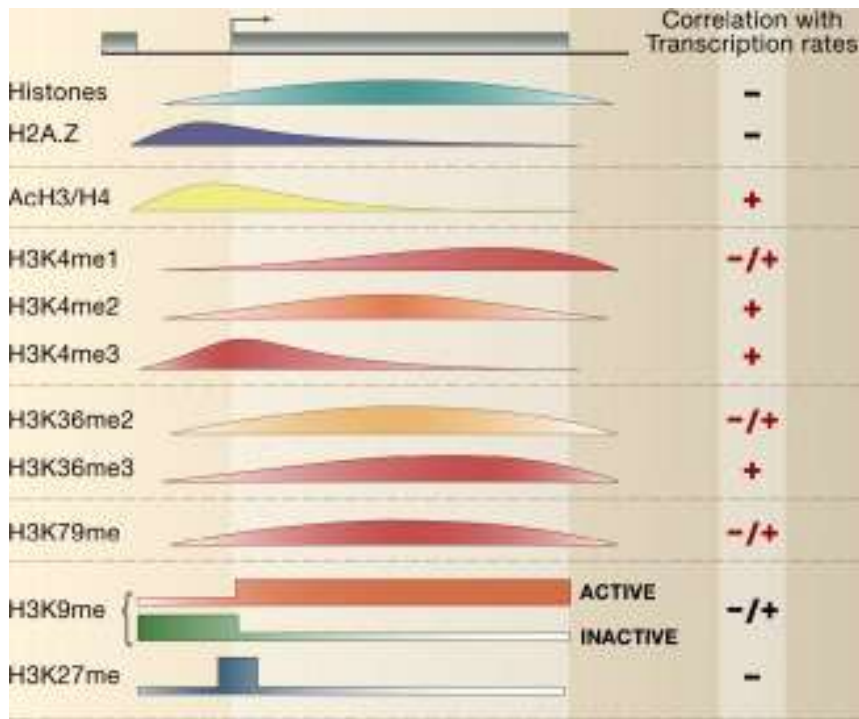 Correlation with
Transcription rates
Histones -
H2A.Z -
AcH3/H4 +
H3K4me1 -/+
H3K4me2 +
H3K4me3 +
H3K36me2 -/+
H3K36me3 +
H3K79me -/+
ACTIVE
H3K9me { -/+
INACTIVE
H3K27me -